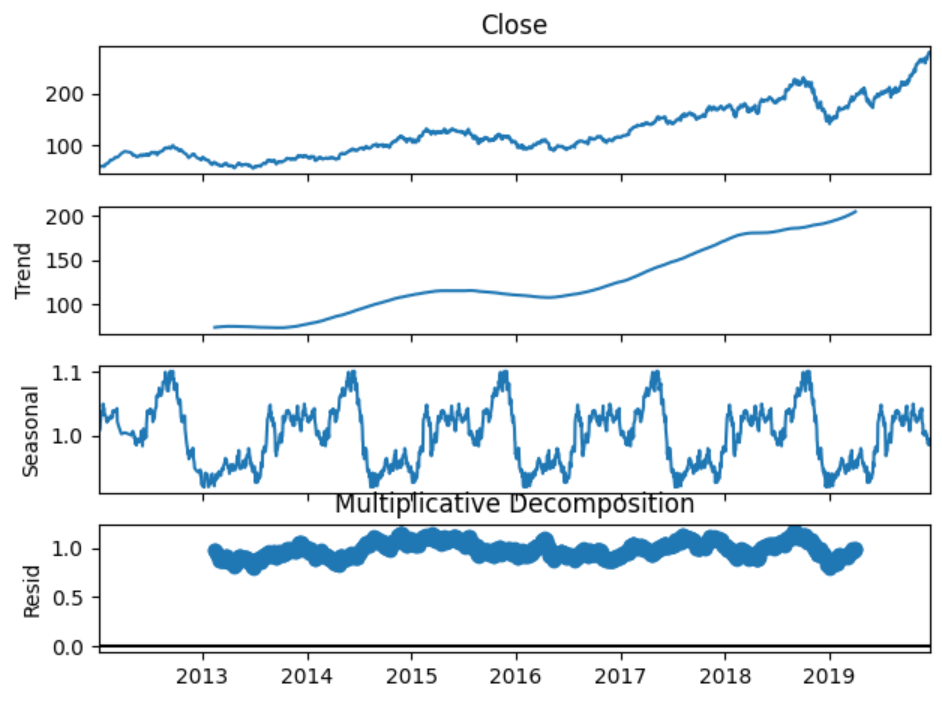 Close
200
100
Trend
200
150
100
Seasonal
1.1
1.0
Multiplicative Decomposition
Resid
1.0
0.5
0.0
2013 2014 2015 2016 2017 2018 2019